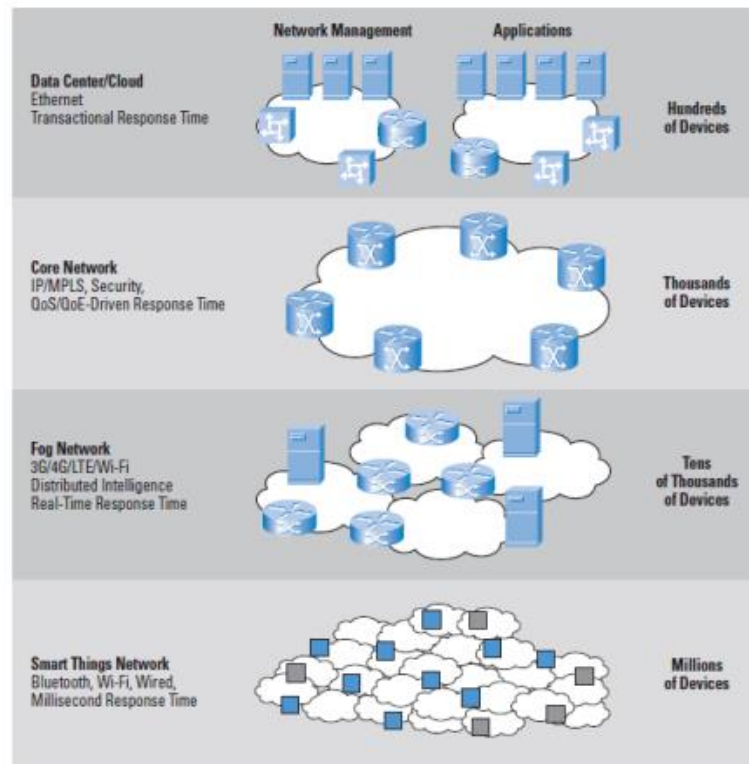 Network Management
Applications
Data Center/Cloud
Ethernet
Transactional Response Time
Hundreds
of Devices
Core Network
IP/MPLS, Security,
QoS/QoE-Driven Response Time
Thousands
of Devices
Fog Network
3G/4G/LTE/Wi-Fi
Distributed Intelligence
Real-Time Response Time
Tens
of Thousands
of Devices
Smart Things Network
Bluetooth, Wi-Fi, Wired,
Millisecond Response Time
Millions
of Devices